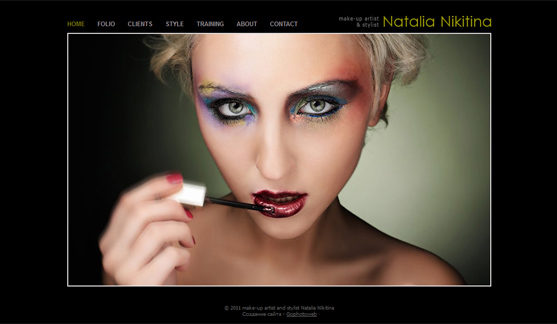 HOME FOLIO CLIENTS STYLE TRAINING ABOUT CONTACT
make-up artist
& stylist
Natalia Nikitina
© 2011 make-up artist and stylist Natalia Nikitina
Создание сайта - Gophotoweb